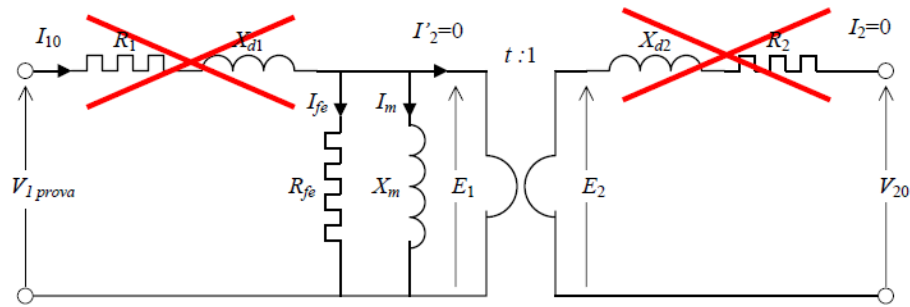 I10 R1 Xd1 I'2=0 t :1 Xd2 R2 I2=0
Ife Im
V1 prova Rfe Xm E1 E2 V20